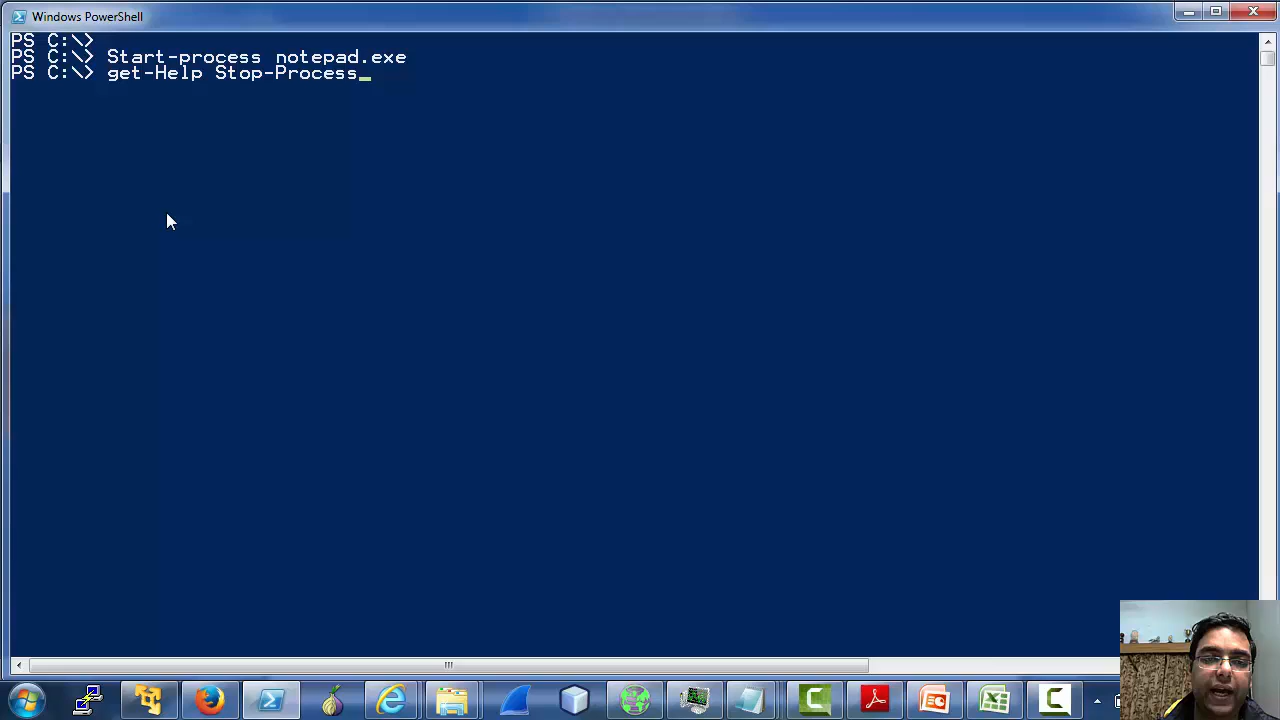 Windows PowerShell
PS C:\>
PS C:\> Start-process notepad.exe
PS C:\> get-Help Stop-Process_